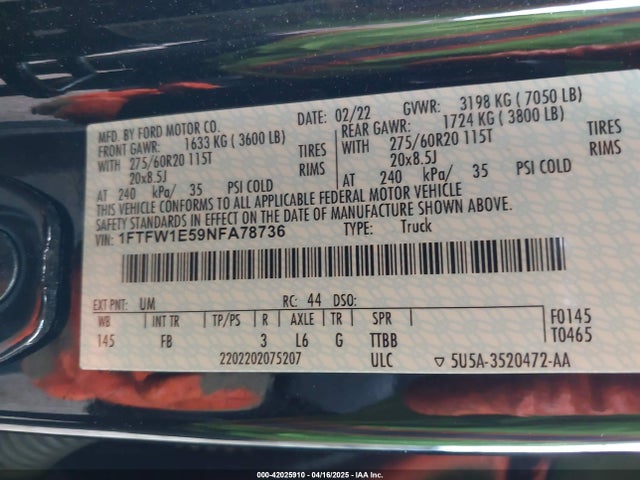 MFD. BY FORD MOTOR CO. DATE: 02/22 GVWR: 3198 KG ( 7050 LB)
FRONT GAWR: 1633 KG ( 3600 LB) REAR GAWR: 1724 KG ( 3800 LB)
WITH 275/60R20 115T TIRES WITH 275/60R20 115T TIRES
20x8.5J RIMS 20x8.5J RIMS
AT 240 kPa/ 35 PSI COLD AT 240 kPa/ 35 PSI COLD
THIS VEHICLE CONFORMS TO ALL APPLICABLE FEDERAL MOTOR VEHICLE
SAFETY STANDARDS IN EFFECT ON THE DATE OF MANUFACTURE SHOWN ABOVE.
VIN: 1FTFW1E59NFA78736 TYPE: Truck
EXT PNT: UM RC: 44 DSO:
WB INT TR TP/PS R AXLE TR SPR F0145
145 FB 3 L6 G TTBB T0465
2202202075207 ULC ▽ 5U5A-3520472-AA
000-42025910 - 04/16/2025 - IAA Inc.